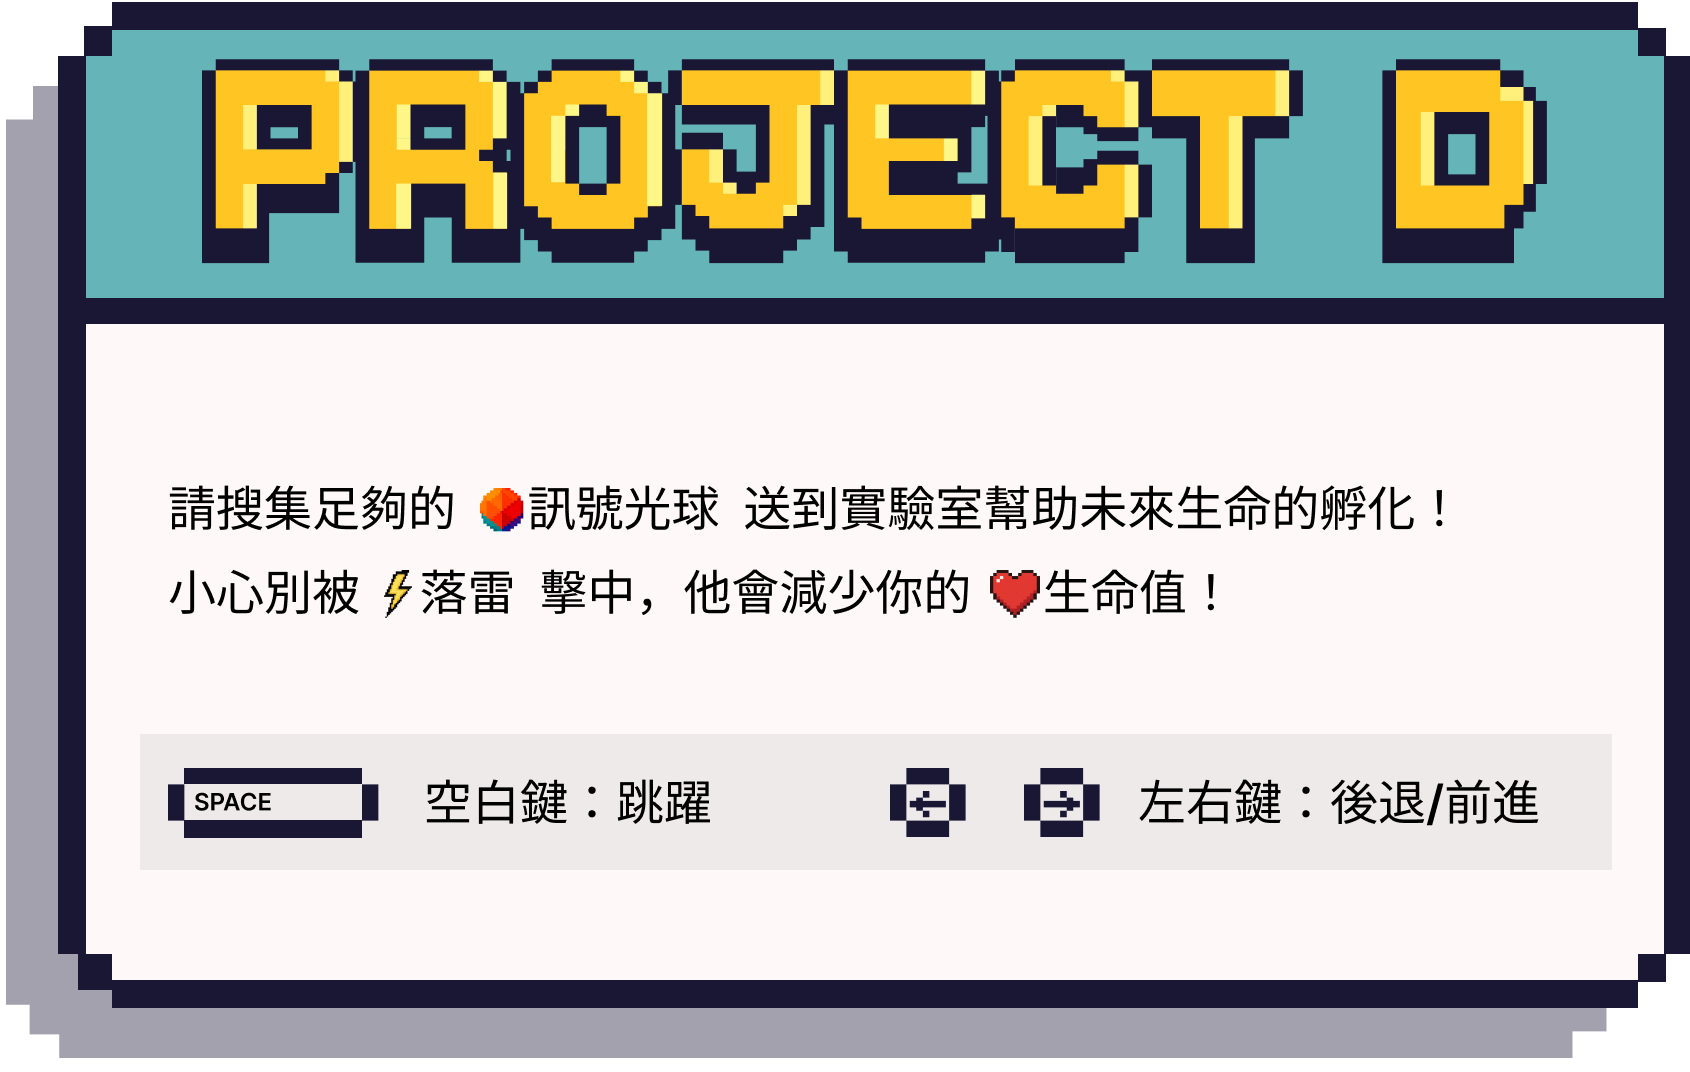 PROJECT D
請搜集足夠的 訊號光球 送到實驗室幫助未來生命的孵化！
小心別被 落雷 擊中，他會減少你的 生命值！
SPACE 空白鍵：跳躍 ← → 左右鍵：後退/前進